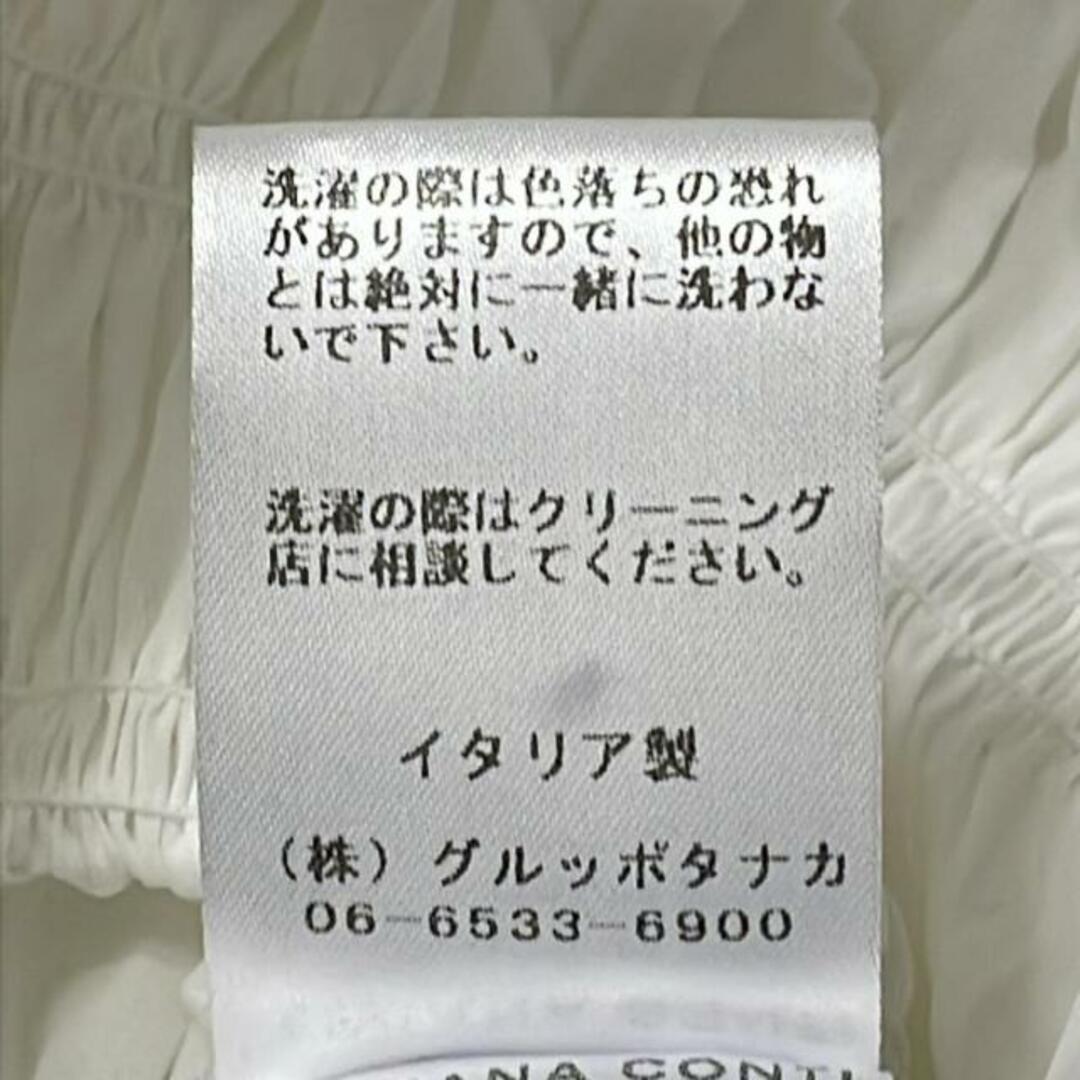 洗濯の際は色落ちの恐れ
がありますので、他の物
とは絶対に一緒に洗わな
いで下さい。
洗濯の際はクリーニング
店に相談してください。
イタリア製
（株）グルッポタナカ
06-6533-6900
CONTI